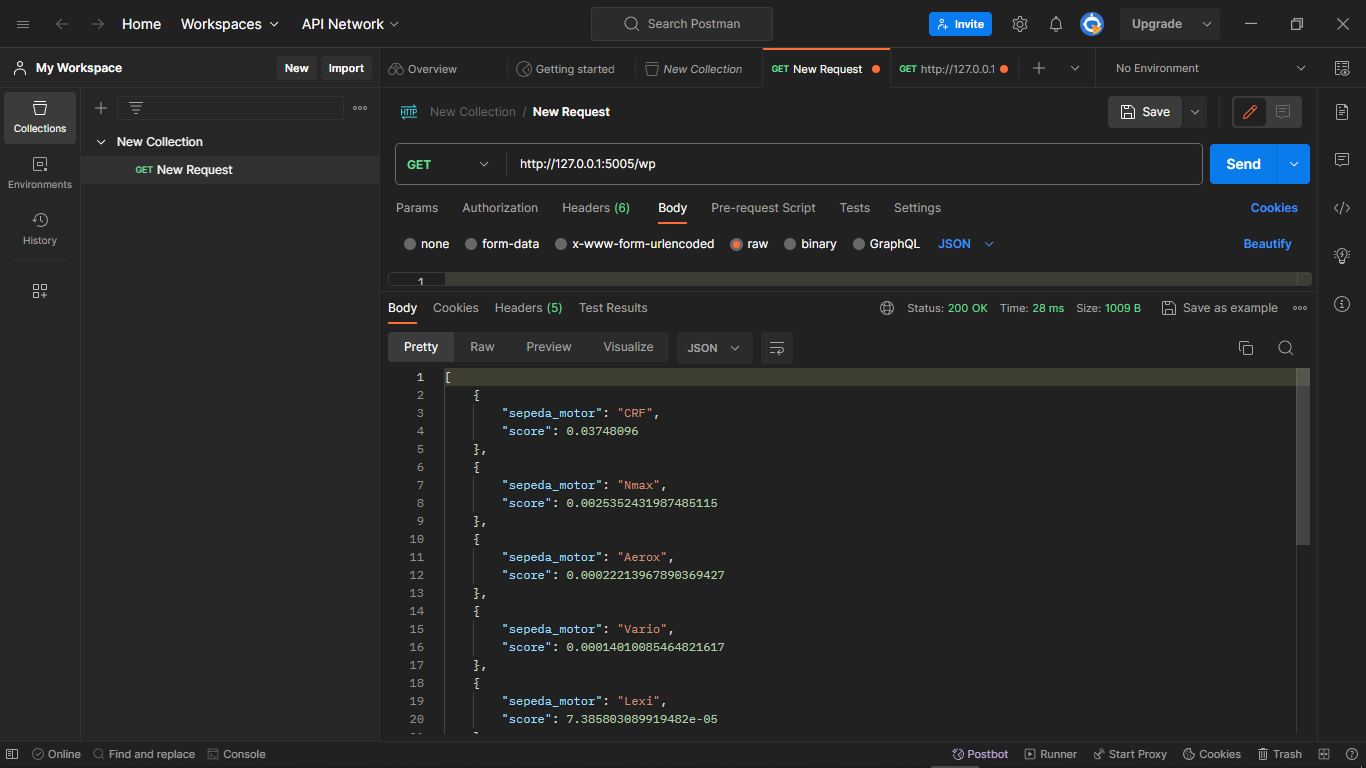 Home Workspaces API Network Search Postman Invite Upgrade
My Workspace New Import Overview Getting started New Collection GET New Request GET http://127.0.0.1 No Environment
New Collection / New Request Save
Collections
New Collection
GET New Request
GET http://127.0.0.1:5005/wp Send
Environments
History
Params Authorization Headers (6) Body Pre-request Script Tests Settings Cookies
none form-data x-www-form-urlencoded raw binary GraphQL JSON Beautify
1
Body Cookies Headers (5) Test Results Status: 200 OK Time: 28 ms Size: 1009 B Save as example
Pretty Raw Preview Visualize JSON
1 [
2 {
3 "sepeda_motor": "CRF",
4 "score": 0.03748096
5 },
6 {
7 "sepeda_motor": "Nmax",
8 "score": 0.0025352431987485115
9 },
10 {
11 "sepeda_motor": "Aerox",
12 "score": 0.00022213967890369427
13 },
14 {
15 "sepeda_motor": "Vario",
16 "score": 0.00014010085464821617
17 },
18 {
19 "sepeda_motor": "Lexi",
20 "score": 7.385803089919482e-05
Online Find and replace Console Postbot Runner Start Proxy Cookies Trash